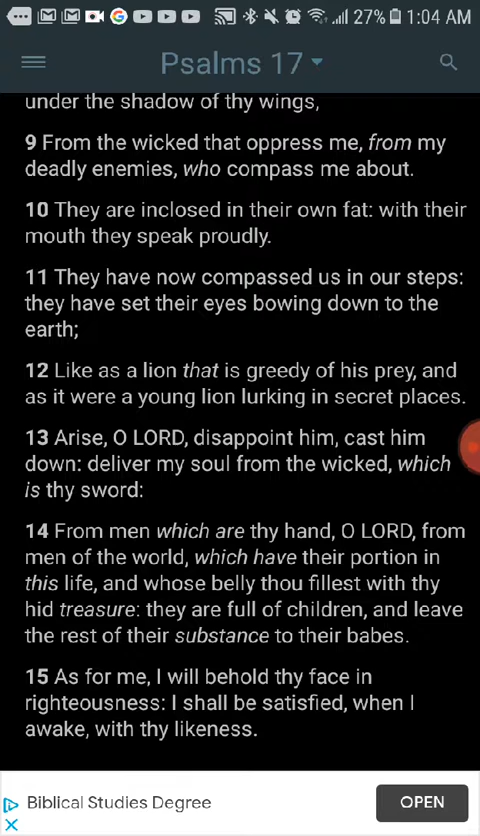 27% 1:04 AM
Psalms 17
under the shadow of thy wings,
9 From the wicked that oppress me, from my
deadly enemies, who compass me about.
10 They are inclosed in their own fat: with their
mouth they speak proudly.
11 They have now compassed us in our steps:
they have set their eyes bowing down to the
earth;
12 Like as a lion that is greedy of his prey, and
as it were a young lion lurking in secret places.
13 Arise, O LORD, disappoint him, cast him
down: deliver my soul from the wicked, which
is thy sword:
14 From men which are thy hand, O LORD, from
men of the world, which have their portion in
this life, and whose belly thou fillest with thy
hid treasure: they are full of children, and leave
the rest of their substance to their babes.
15 As for me, I will behold thy face in
righteousness: I shall be satisfied, when I
awake, with thy likeness.
Biblical Studies Degree
OPEN